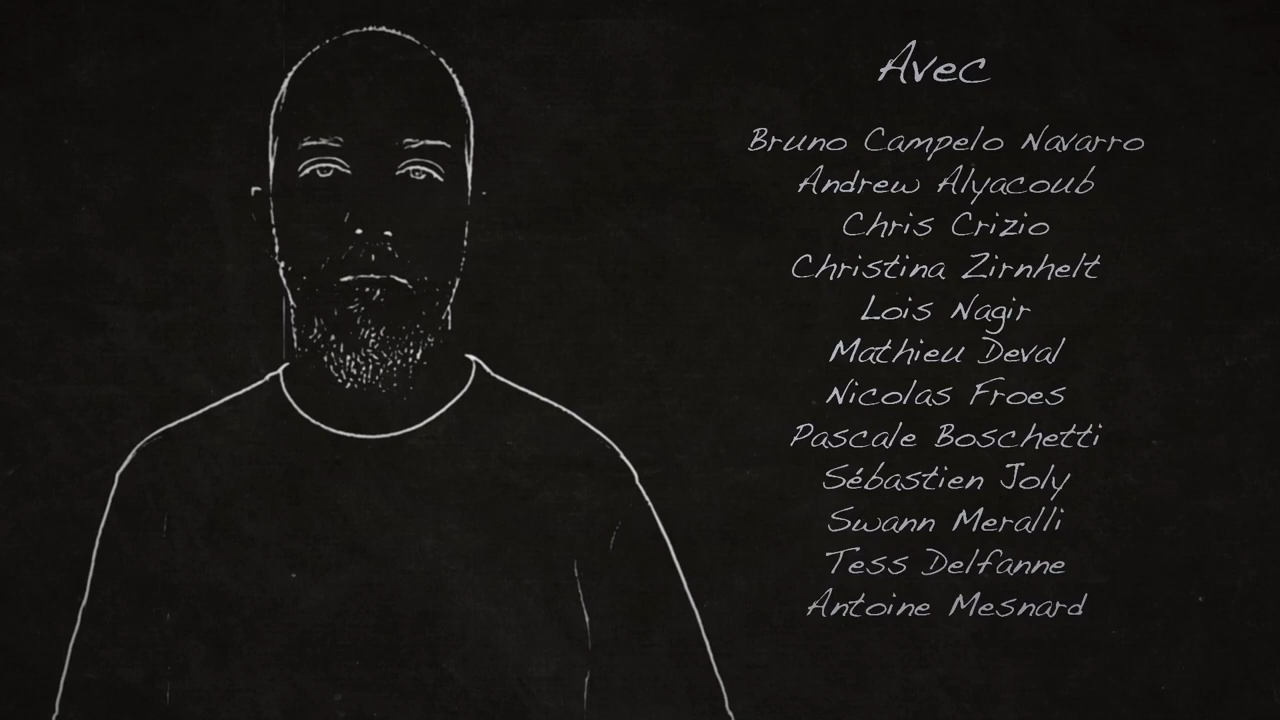 Avec
Bruno Campelo Navarro
Andrew Alyacoub
Chris Crizio
Christina Zirnhelt
Lois Nagir
Mathieu Deval
Nicolas Froes
Pascale Boschetti
Sébastien Joly
Swann Meralli
Tess Delfanne
Antoine Mesnard